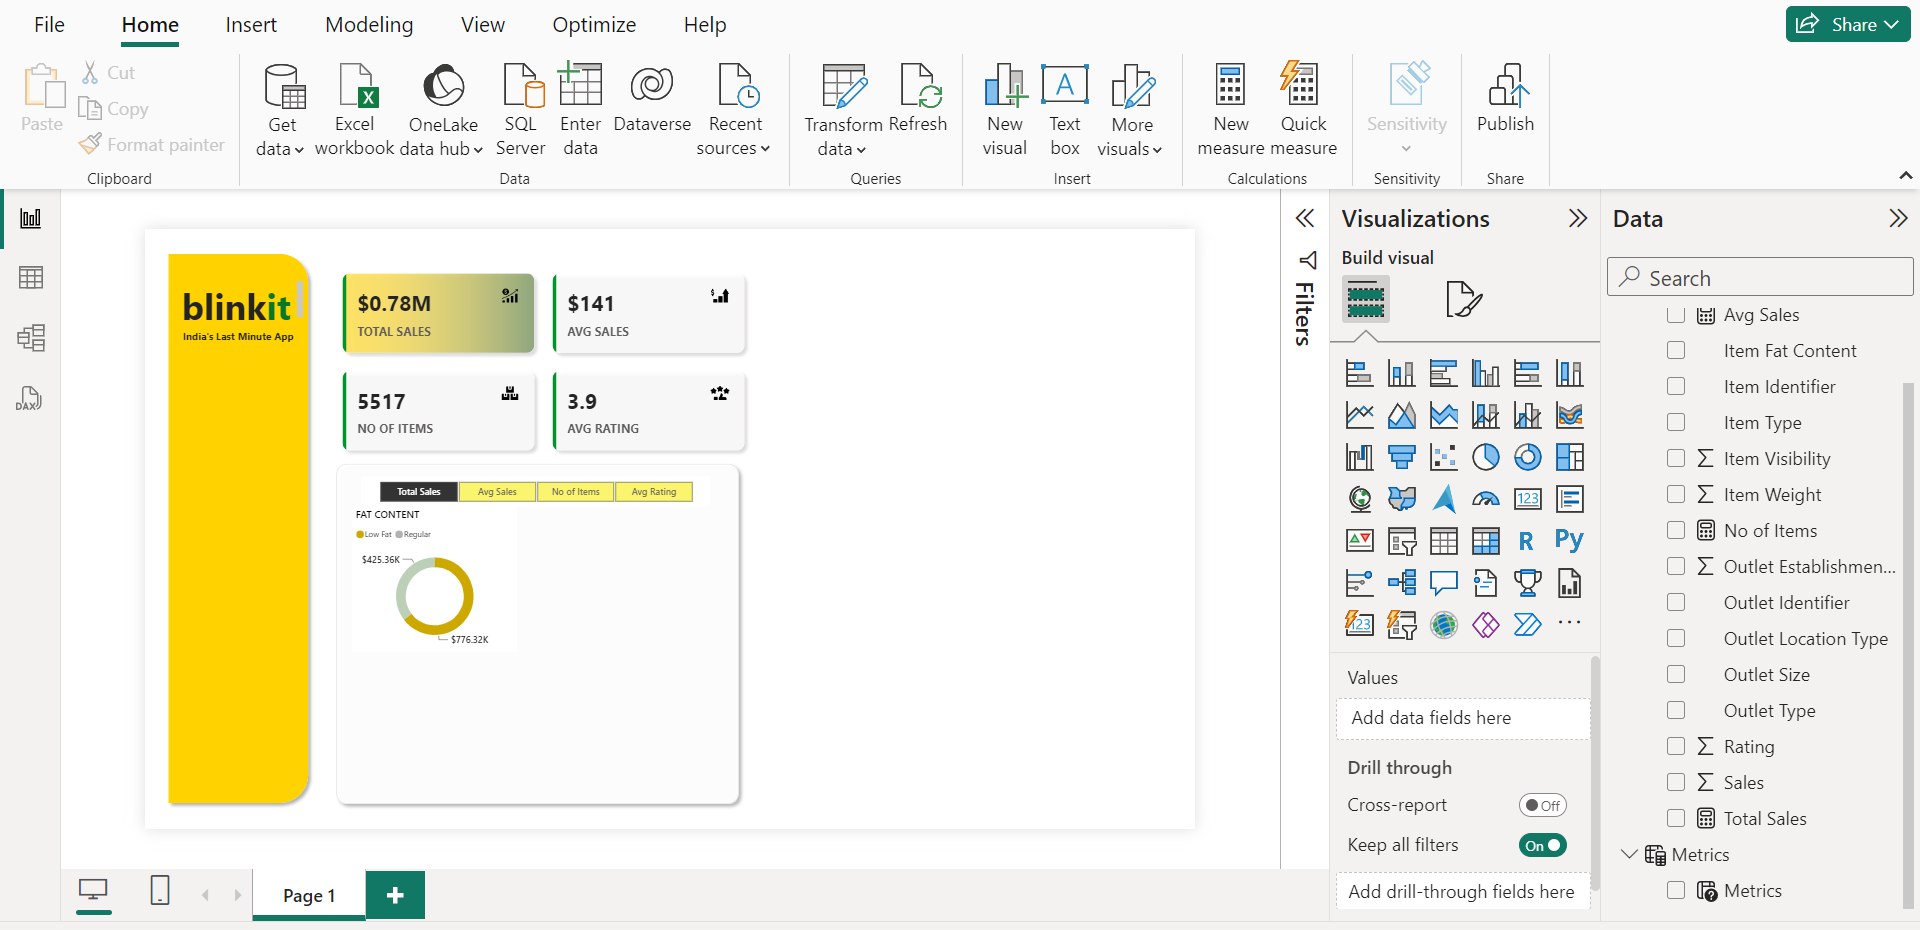 File Home Insert Modeling View Optimize Help Share
Paste
Cut
Copy
Format painter
Clipboard
Get data
Excel workbook
OneLake data hub
SQL Server
Enter data
Dataverse
Recent sources
Data
Transform data
Refresh
Queries
New visual
Text box
More visuals
Insert
New measure
Quick measure
Calculations
Sensitivity
Sensitivity
Publish
Share
DAX
blinkit
India's Last Minute App
$0.78M
TOTAL SALES
$141
AVG SALES
5517
NO OF ITEMS
3.9
AVG RATING
Total Sales Avg Sales No of Items Avg Rating
FAT CONTENT
Low Fat Regular
$425.36K
$776.32K
Page 1
Filters
Visualizations
Build visual
123
R Py
123
Values
Add data fields here
Drill through
Cross-report Off
Keep all filters On
Add drill-through fields here
Data
Search
Avg Sales
Item Fat Content
Item Identifier
Item Type
Item Visibility
Item Weight
No of Items
Outlet Establishmen...
Outlet Identifier
Outlet Location Type
Outlet Size
Outlet Type
Rating
Sales
Total Sales
Metrics
Metrics